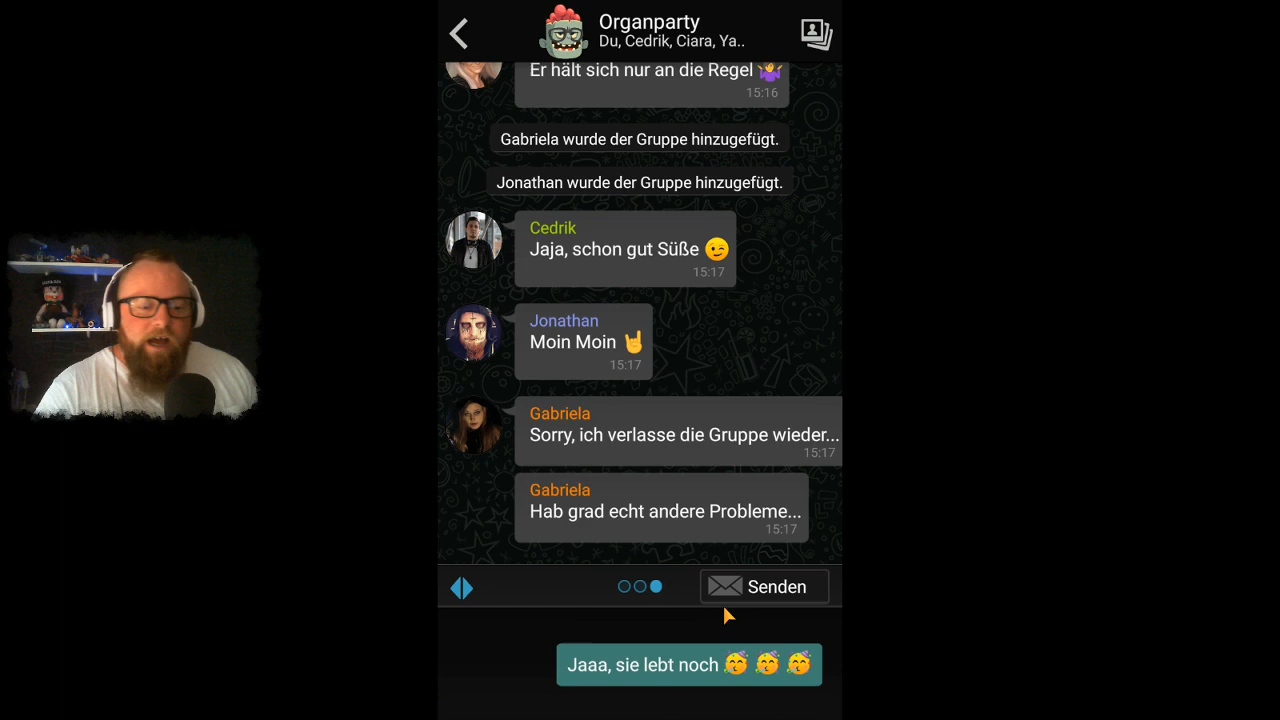 Organparty
Du, Cedrik, Ciara, Ya..
Er hält sich nur an die Regel 🤷‍♀️
15:16
Gabriela wurde der Gruppe hinzugefügt.
Jonathan wurde der Gruppe hinzugefügt.
Cedrik
Jaja, schon gut Süße 😉
15:17
Jonathan
Moin Moin 🤘
15:17
Gabriela
Sorry, ich verlasse die Gruppe wieder...
15:17
Gabriela
Hab grad echt andere Probleme...
15:17
Senden
Jaaa, sie lebt noch 🥳 🥳 🥳